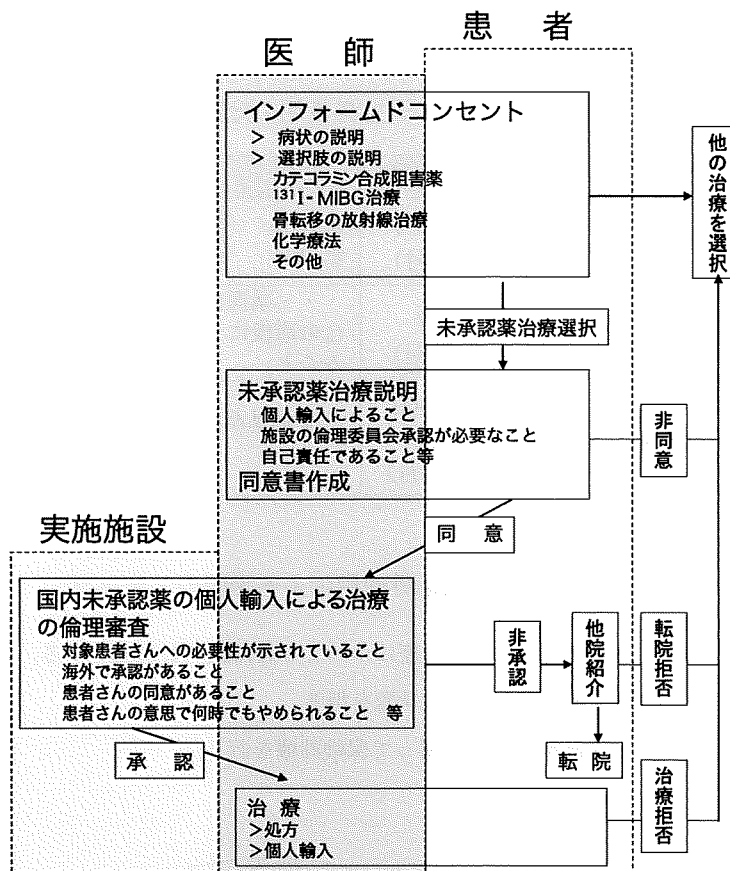 患 者
医 師
インフォームドコンセント
> 病状の説明
> 選択肢の説明
カテコラミン合成阻害薬
¹³¹I-MIBG治療
骨転移の放射線治療
化学療法
その他
他の治療を選択
未承認薬治療選択
未承認薬治療説明
個人輸入によること
施設の倫理委員会承認が必要なこと
自己責任であること等
同意書作成
非同意
同 意
実施施設
国内未承認薬の個人輸入による治療
の倫理審査
対象患者さんへの必要性が示されていること
海外で承認があること
患者さんの同意があること
患者さんの意思で何時でもやめられること 等
非承認
他院紹介
転院拒否
承 認
転 院
治 療
>処方
>個人輸入
治療拒否